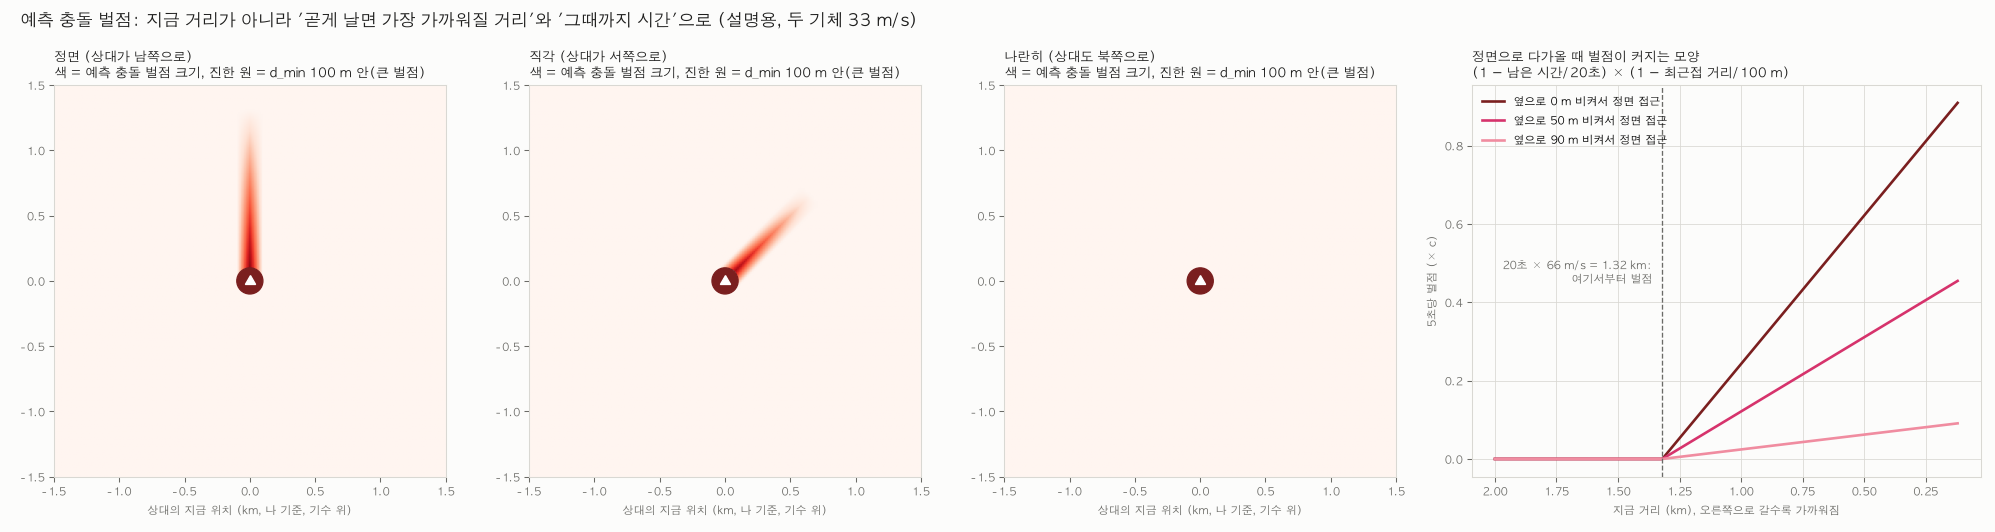 예측 충돌 벌점: 지금 거리가 아니라 '곧게 날면 가장 가까워질 거리'와 '그때까지 시간'으로 (설명용, 두 기체 33 m/s)
정면 (상대가 남쪽으로)
색 = 예측 충돌 벌점 크기, 진한 원 = d_min 100 m 안(큰 벌점)
1.5
1.0
0.5
0.0
-0.5
-1.0
-1.5
-1.5 -1.0 -0.5 0.0 0.5 1.0 1.5
상대의 지금 위치 (km, 나 기준, 기수 위)
직각 (상대가 서쪽으로)
색 = 예측 충돌 벌점 크기, 진한 원 = d_min 100 m 안(큰 벌점)
1.5
1.0
0.5
0.0
-0.5
-1.0
-1.5
-1.5 -1.0 -0.5 0.0 0.5 1.0 1.5
상대의 지금 위치 (km, 나 기준, 기수 위)
나란히 (상대도 북쪽으로)
색 = 예측 충돌 벌점 크기, 진한 원 = d_min 100 m 안(큰 벌점)
1.5
1.0
0.5
0.0
-0.5
-1.0
-1.5
-1.5 -1.0 -0.5 0.0 0.5 1.0 1.5
상대의 지금 위치 (km, 나 기준, 기수 위)
정면으로 다가올 때 벌점이 커지는 모양
(1 − 남은 시간/20초) × (1 − 최근접 거리/100 m)
옆으로 0 m 비켜서 정면 접근
옆으로 50 m 비켜서 정면 접근
옆으로 90 m 비켜서 정면 접근
20초 × 66 m/s = 1.32 km:
여기서부터 벌점
5초당 벌점 (× c)
0.8
0.6
0.4
0.2
0.0
2.00 1.75 1.50 1.25 1.00 0.75 0.50 0.25
지금 거리 (km), 오른쪽으로 갈수록 가까워짐